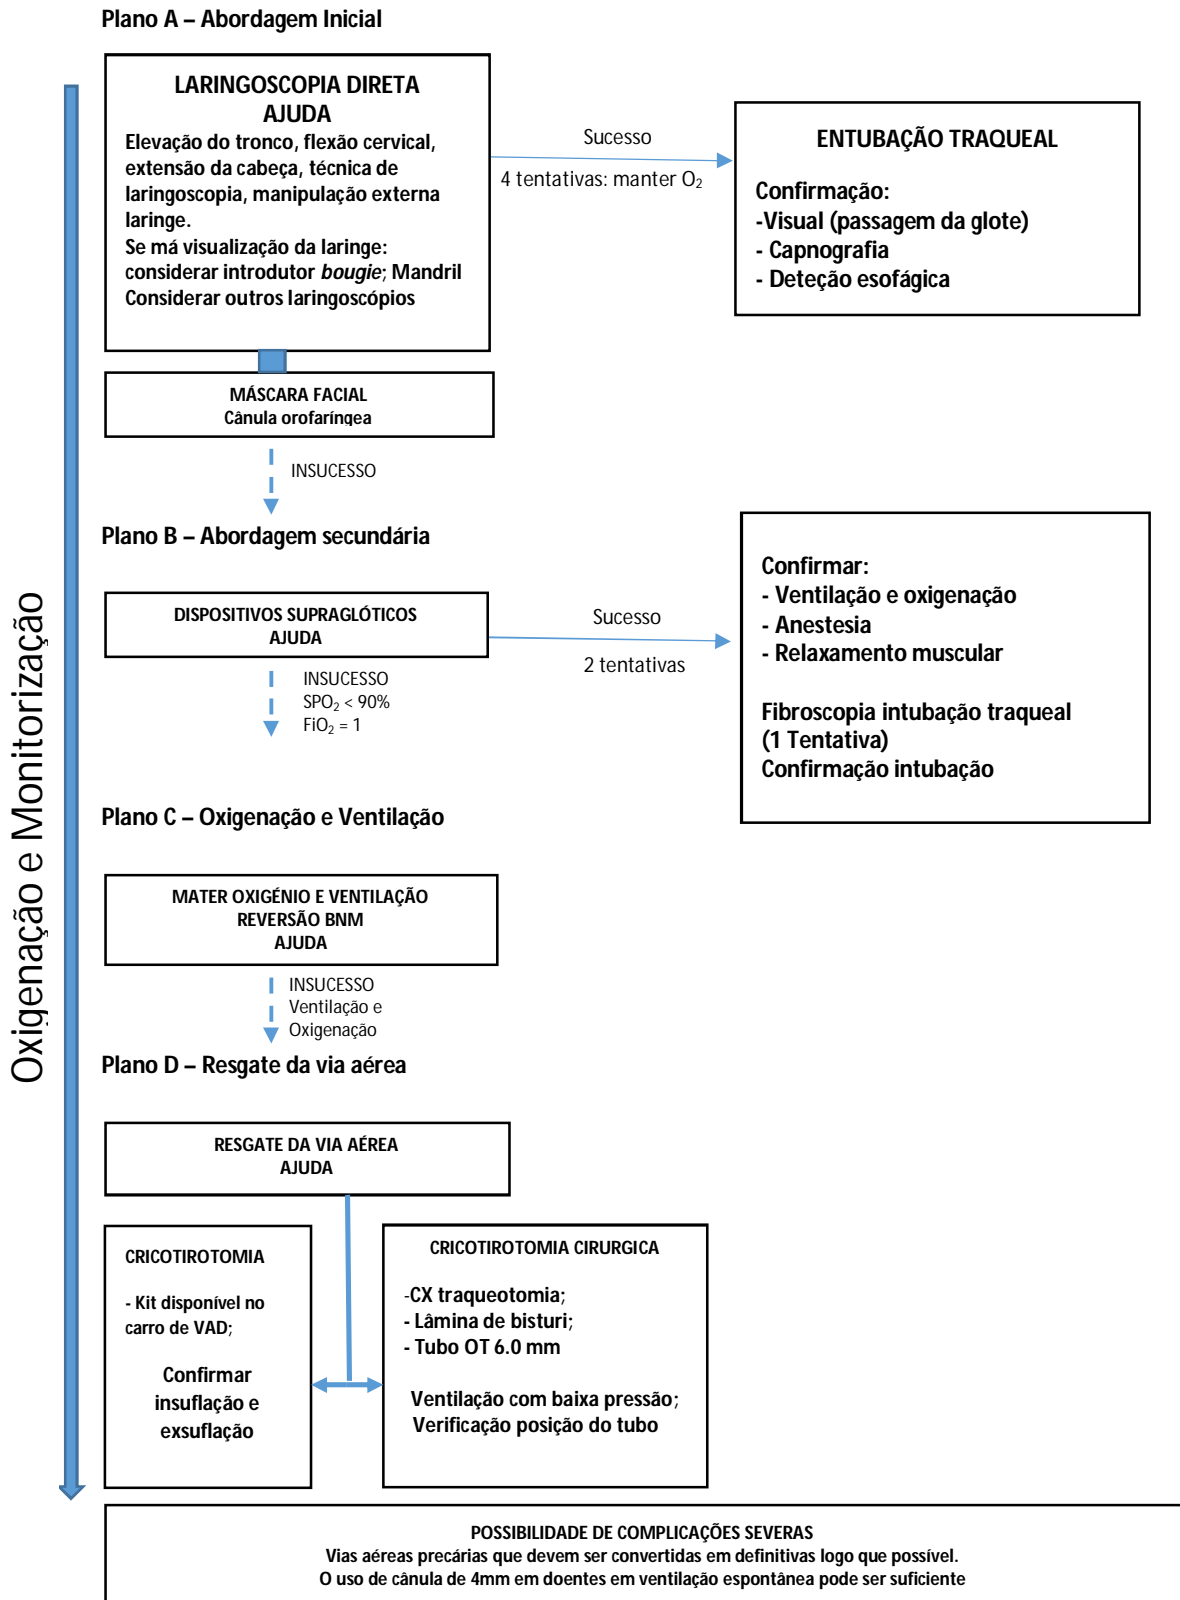 Plano A – Abordagem Inicial
LARINGOSCOPIA DIRETA
AJUDA
Elevação do tronco, flexão cervical,
extensão da cabeça, técnica de
laringoscopia, manipulação externa
laringe.
Se má visualização da laringe:
considerar introdutor bougie; Mandril
Considerar outros laringoscópios
Sucesso
4 tentativas: manter O₂
ENTUBAÇÃO TRAQUEAL
Confirmação:
-Visual (passagem da glote)
- Capnografia
- Deteção esofágica
MÁSCARA FACIAL
Cânula orofaríngea
INSUCESSO
Plano B – Abordagem secundária
DISPOSITIVOS SUPRAGLÓTICOS
AJUDA
Sucesso
2 tentativas
Confirmar:
- Ventilação e oxigenação
- Anestesia
- Relaxamento muscular
Fibroscopia intubação traqueal
(1 Tentativa)
Confirmação intubação
INSUCESSO
SPO₂ < 90%
FiO₂ = 1
Plano C – Oxigenação e Ventilação
MATER OXIGÉNIO E VENTILAÇÃO
REVERSÃO BNM
AJUDA
INSUCESSO
Ventilação e
Oxigenação
Plano D – Resgate da via aérea
RESGATE DA VIA AÉREA
AJUDA
CRICOTIROTOMIA
- Kit disponível no
carro de VAD;
Confirmar
insuflação e
exsuflação
CRICOTIROTOMIA CIRURGICA
-CX traqueotomia;
- Lâmina de bisturi;
- Tubo OT 6.0 mm
Ventilação com baixa pressão;
Verificação posição do tubo
Oxigenação e Monitorização
POSSIBILIDADE DE COMPLICAÇÕES SEVERAS
Vias aéreas precárias que devem ser convertidas em definitivas logo que possível.
O uso de cânula de 4mm em doentes em ventilação espontânea pode ser suficiente